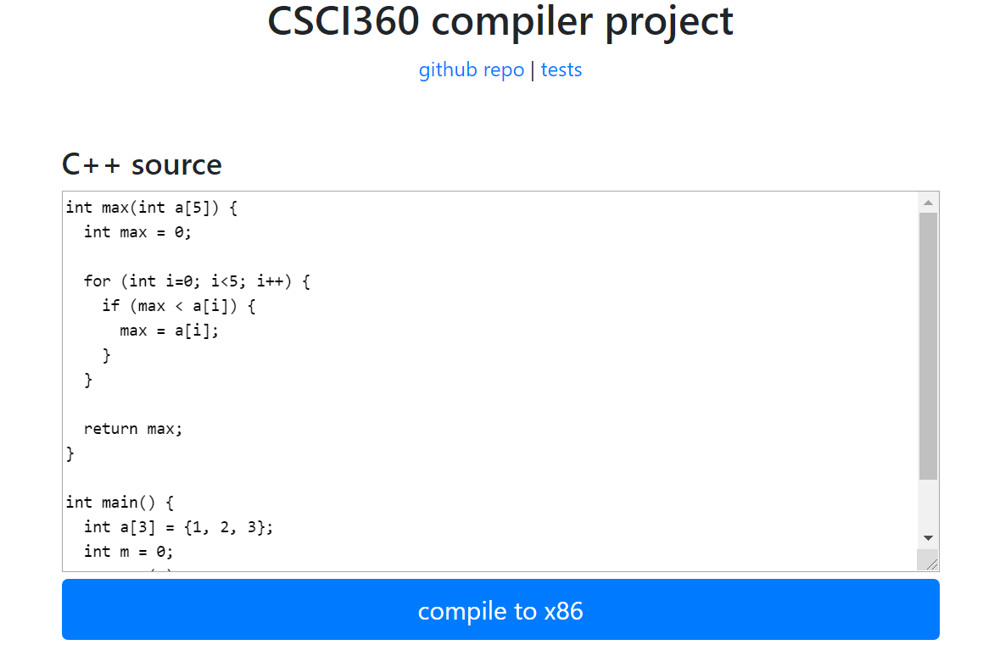 CSCI360 compiler project
github repo | tests
C++ source
int max(int a[5]) {
  int max = 0;
  for (int i=0; i<5; i++) {
    if (max < a[i]) {
      max = a[i];
    }
  }
  return max;
}
int main() {
  int a[3] = {1, 2, 3};
  int m = 0;
compile to x86